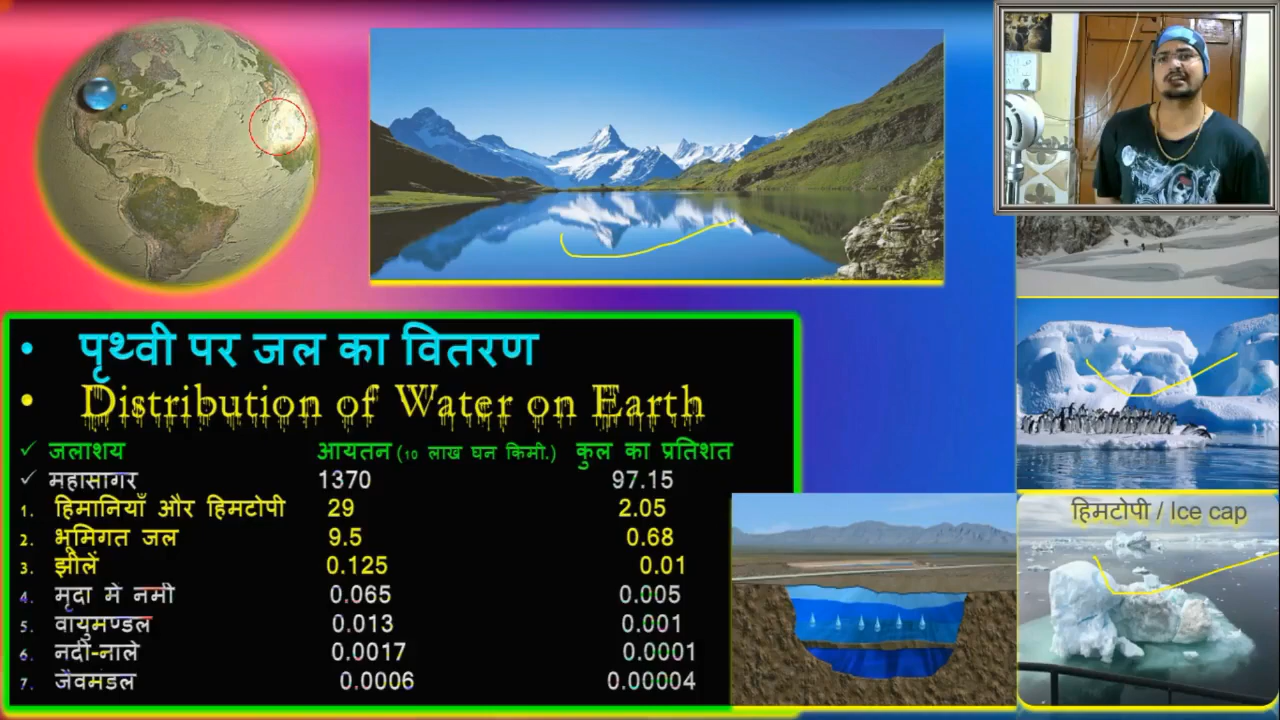 • पृथ्वी पर जल का वितरण
• Distribution of Water on Earth
✓ जलाशय आयतन (10 लाख घन किमी.) कुल का प्रतिशत
✓ महासागर 1370 97.15
1. हिमानियाँ और हिमटोपी 29 2.05
2. भूमिगत जल 9.5 0.68
3. झीलें 0.125 0.01
4. मृदा में नमी 0.065 0.005
5. वायुमण्डल 0.013 0.001
6. नदी-नाले 0.0017 0.0001
7. जैवमंडल 0.0006 0.00004
हिमटोपी / Ice cap